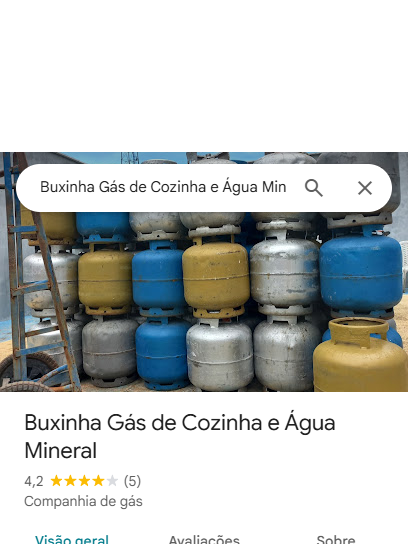 Buxinha Gás de Cozinha e Água Min
Buxinha Gás de Cozinha e Água
Mineral
4,2 (5)
Companhia de gás
Visão geral Avaliações Sobre